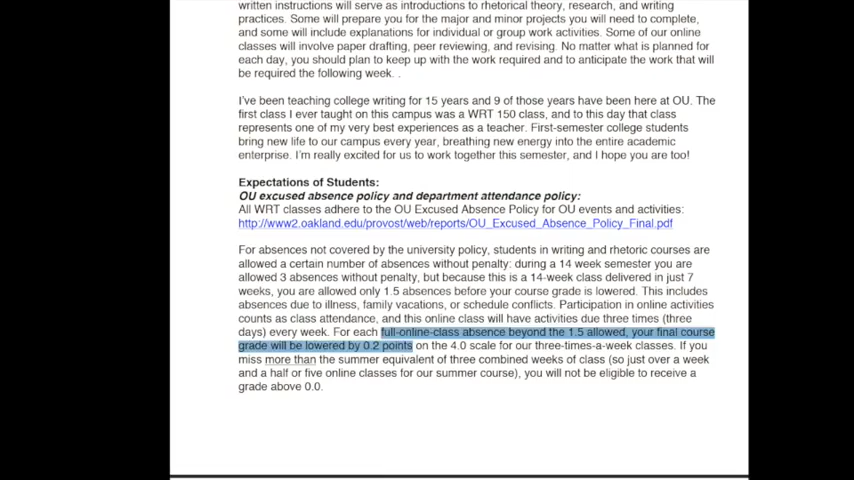 written instructions will serve as introductions to rhetorical theory, research, and writing
practices. Some will prepare you for the major and minor projects you will need to complete,
and some will include explanations for individual or group work activities. Some of our online
classes will involve paper drafting, peer reviewing, and revising. No matter what is planned for
each day, you should plan to keep up with the work required and to anticipate the work that will
be required the following week. .
I've been teaching college writing for 15 years and 9 of those years have been here at OU. The
first class I ever taught on this campus was a WRT 150 class, and to this day that class
represents one of my very best experiences as a teacher. First-semester college students
bring new life to our campus every year, breathing new energy into the entire academic
enterprise. I'm really excited for us to work together this semester, and I hope you are too!
Expectations of Students:
OU excused absence policy and department attendance policy:
All WRT classes adhere to the OU Excused Absence Policy for OU events and activities:
http://www2.oakland.edu/provost/web/reports/OU_Excused_Absence_Policy_Final.pdf
For absences not covered by the university policy, students in writing and rhetoric courses are
allowed a certain number of absences without penalty: during a 14 week semester you are
allowed 3 absences without penalty, but because this is a 14-week class delivered in just 7
weeks, you are allowed only 1.5 absences before your course grade is lowered. This includes
absences due to illness, family vacations, or schedule conflicts. Participation in online activities
counts as class attendance, and this online class will have activities due three times (three
days) every week. For each full-online-class absence beyond the 1.5 allowed, your final course
grade will be lowered by 0.2 points on the 4.0 scale for our three-times-a-week classes. If you
miss more than the summer equivalent of three combined weeks of class (so just over a week
and a half or five online classes for our summer course), you will not be eligible to receive a
grade above 0.0.